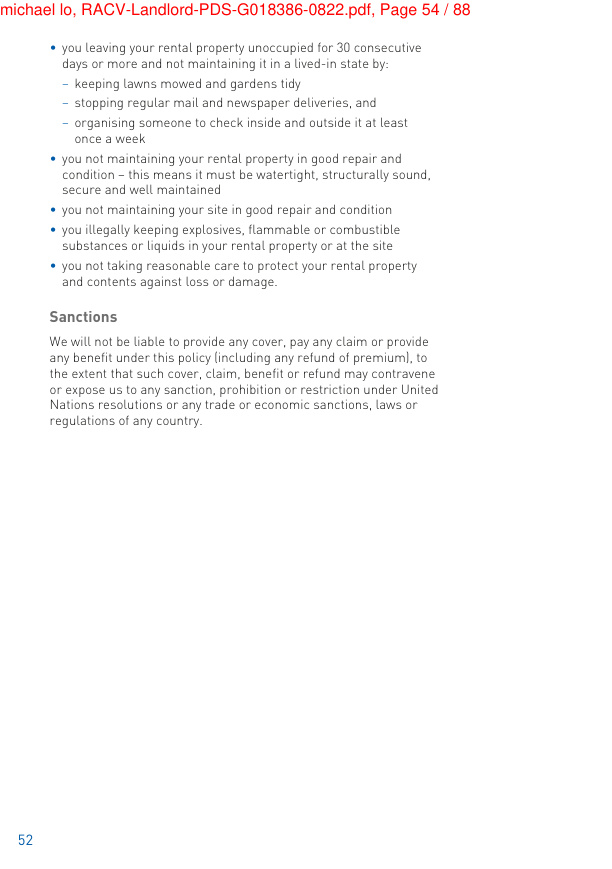 michael lo, RACV-Landlord-PDS-G018386-0822.pdf, Page 54 / 88
• you leaving your rental property unoccupied for 30 consecutive
days or more and not maintaining it in a lived-in state by:
– keeping lawns mowed and gardens tidy
– stopping regular mail and newspaper deliveries, and
– organising someone to check inside and outside it at least
once a week
• you not maintaining your rental property in good repair and
condition – this means it must be watertight, structurally sound,
secure and well maintained
• you not maintaining your site in good repair and condition
• you illegally keeping explosives, flammable or combustible
substances or liquids in your rental property or at the site
• you not taking reasonable care to protect your rental property
and contents against loss or damage.
Sanctions
We will not be liable to provide any cover, pay any claim or provide
any benefit under this policy (including any refund of premium), to
the extent that such cover, claim, benefit or refund may contravene
or expose us to any sanction, prohibition or restriction under United
Nations resolutions or any trade or economic sanctions, laws or
regulations of any country.
52